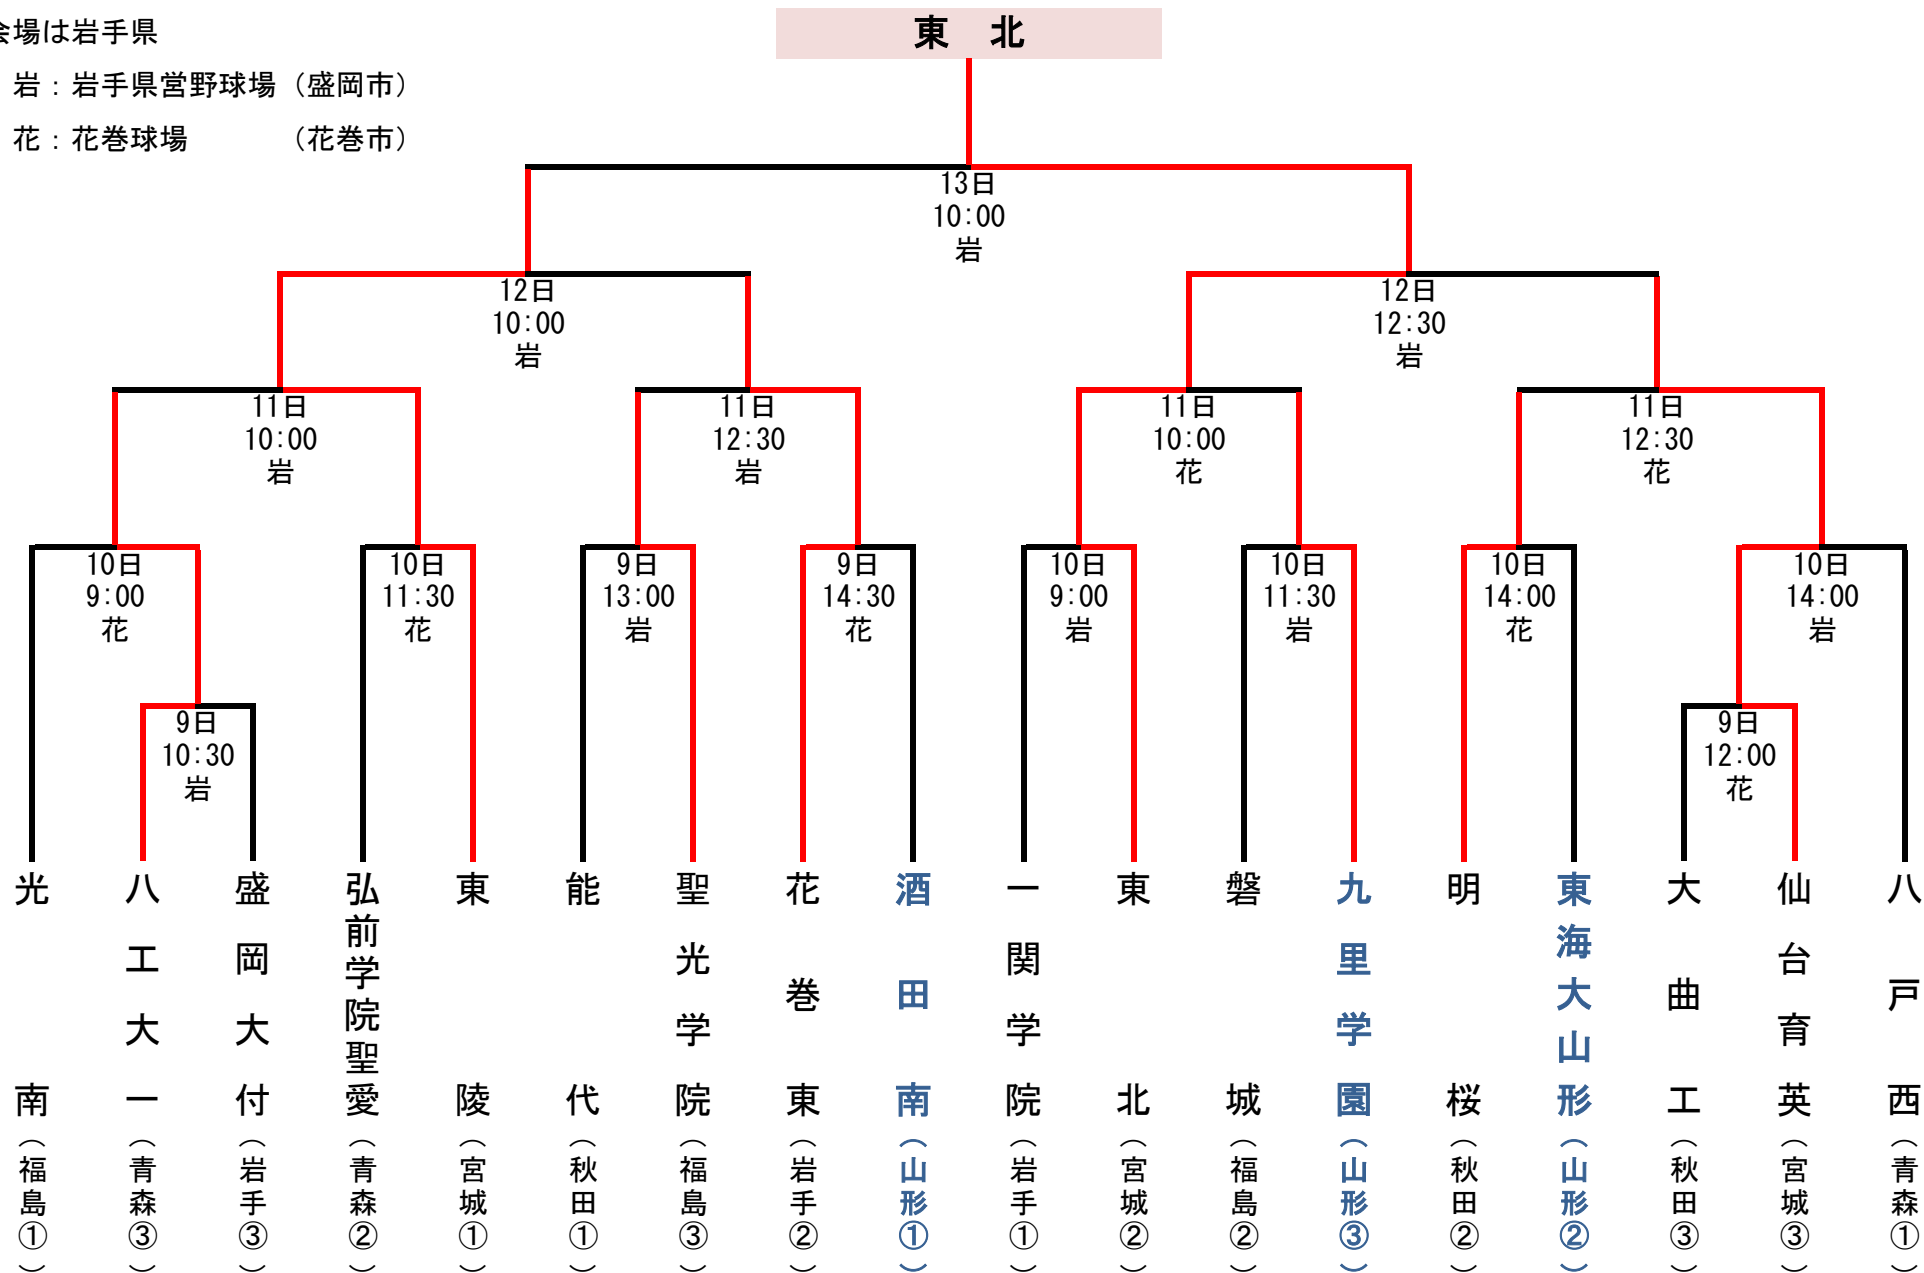 東　北
会場は岩手県
岩：岩手県営野球場（盛岡市）
花：花巻球場　　　（花巻市）
13日
10:00
岩
12日
10:00
岩
12日
12:30
岩
11日
10:00
岩
11日
12:30
岩
11日
10:00
花
11日
12:30
花
10日
9:00
花
10日
11:30
花
9日
13:00
岩
9日
14:30
花
10日
9:00
岩
10日
11:30
岩
10日
14:00
花
10日
14:00
岩
9日
10:30
岩
9日
12:00
花
光南（福島①）
八工大一（青森③）
盛岡大付（岩手③）
弘前学院聖愛（青森②）
東陵（宮城①）
能代（秋田①）
聖光学院（福島③）
花巻東（岩手②）
酒田南（山形①）
一関学院（岩手①）
東北（宮城②）
磐城（福島②）
九里学園（山形③）
明桜（秋田②）
東海大山形（山形②）
大曲工（秋田③）
仙台育英（宮城③）
八戸西（青森①）